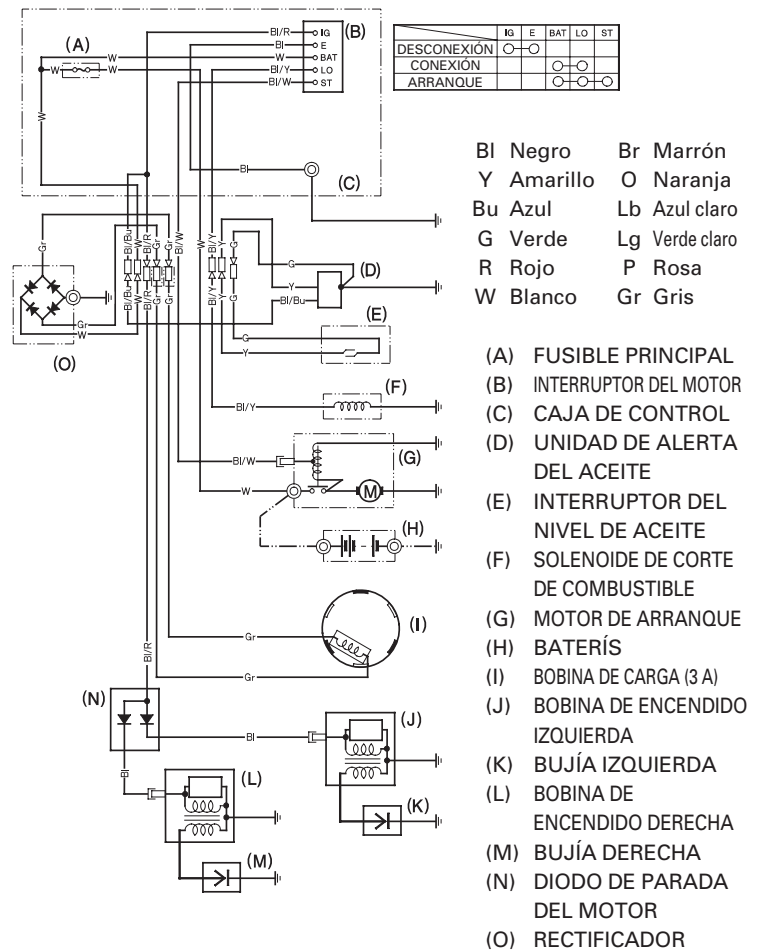 (A)
Bl/R
IG
(B)
Bl
E
W
W
BAT
W
W
Bl/Y
LO
Bl/W
ST
W
Bl
(C)
IG E BAT LO ST
DESCONEXIÓN
CONEXIÓN
ARRANQUE
Gr
Bl/Bu
W
Bl/R
Gr
Gr
Bl/W
W
Bl/Y
Y
G
G
Y
(D)
Bl/Bu
Bl/Bu
W
Bl/R
Gr
Gr
Bl/Y
Y
G
Gr
W
(O)
(E)
G
Y
(F)
Bl/Y
Bl/W
(G)
W
M
(H)
(I)
Gr
Gr
Bl/R
(N)
(J)
Bl
Bl
(L)
(K)
(M)
Bl Negro Br Marrón
Y Amarillo O Naranja
Bu Azul Lb Azul claro
G Verde Lg Verde claro
R Rojo P Rosa
W Blanco Gr Gris
(A) FUSIBLE PRINCIPAL
(B) INTERRUPTOR DEL MOTOR
(C) CAJA DE CONTROL
(D) UNIDAD DE ALERTA
DEL ACEITE
(E) INTERRUPTOR DEL
NIVEL DE ACEITE
(F) SOLENOIDE DE CORTE
DE COMBUSTIBLE
(G) MOTOR DE ARRANQUE
(H) BATERÍS
(I) BOBINA DE CARGA (3 A)
(J) BOBINA DE ENCENDIDO
IZQUIERDA
(K) BUJÍA IZQUIERDA
(L) BOBINA DE
ENCENDIDO DERECHA
(M) BUJÍA DERECHA
(N) DIODO DE PARADA
DEL MOTOR
(O) RECTIFICADOR